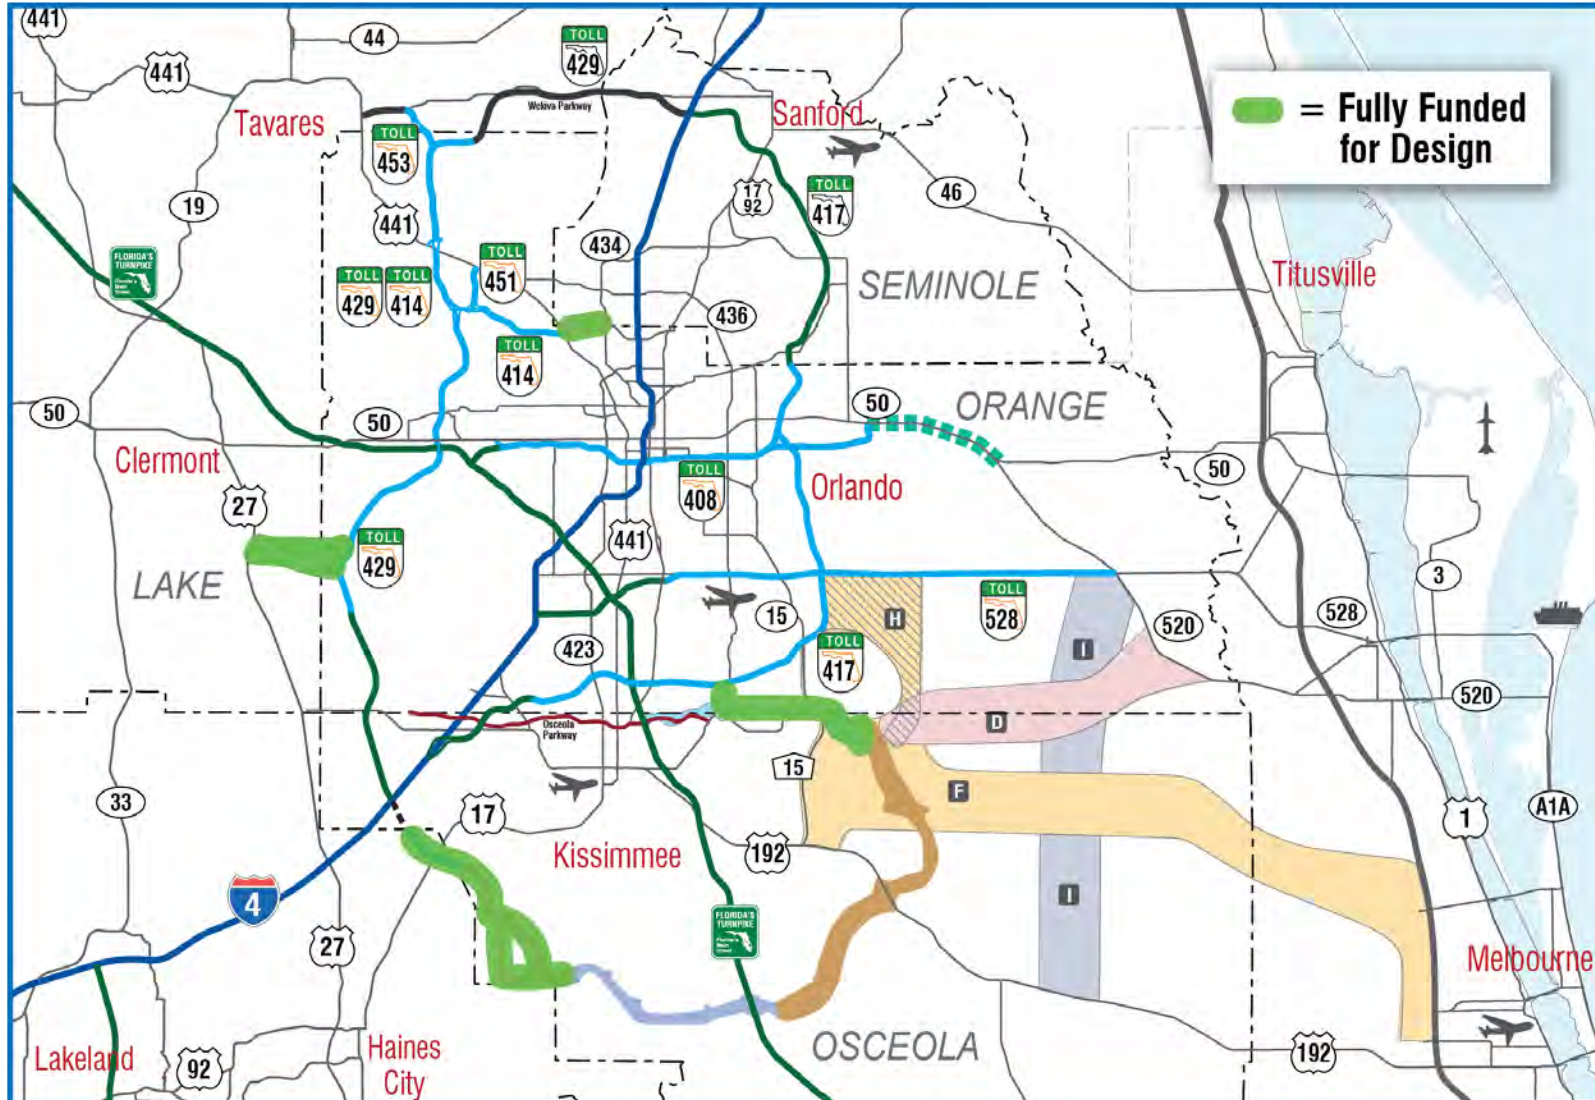 441
44
TOLL
429
441
Wekiva Parkway
Sanford
= Fully Funded
for Design
Tavares
TOLL
453
17
92
TOLL
417
46
19
441
434
FLORIDA'S
TURNPIKE
TOLL
451
SEMINOLE
Titusville
TOLL
429
TOLL
414
436
TOLL
414
50
50
50
ORANGE
Clermont
50
TOLL
408
Orlando
27
441
TOLL
429
LAKE
3
15
H
TOLL
528
528
520
423
TOLL
417
I
520
D
Osceola
Parkway
15
F
33
17
A1A
1
Kissimmee
192
4
I
FLORIDA'S
TURNPIKE
27
Melbourne
OSCEOLA
Lakeland
92
Haines
City
192